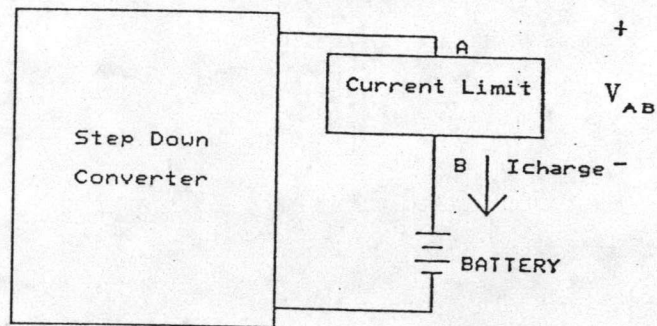 +
A
Current Limit
V AB
Step Down
Converter
B Icharge -
BATTERY